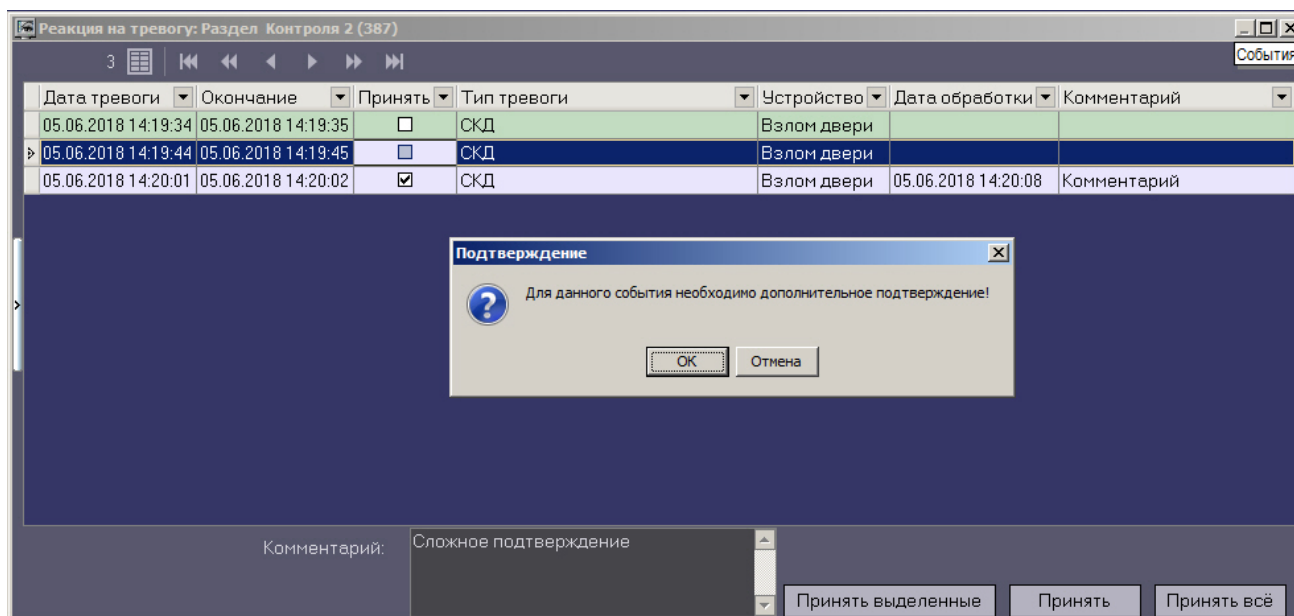 Реакция на тревогу: Раздел Контроля 2 (387)
События
3
Дата тревоги Окончание Принять Тип тревоги Устройство Дата обработки Комментарий
05.06.2018 14:19:34 05.06.2018 14:19:35 СКД Взлом двери
05.06.2018 14:19:44 05.06.2018 14:19:45 СКД Взлом двери
05.06.2018 14:20:01 05.06.2018 14:20:02 СКД Взлом двери 05.06.2018 14:20:08 Комментарий
Подтверждение
Для данного события необходимо дополнительное подтверждение!
OK Отмена
Комментарий: Сложное подтверждение
Принять выделенные Принять Принять всё